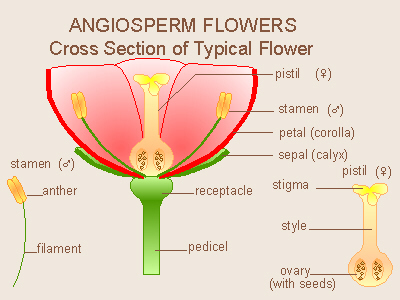 ANGIOSPERM FLOWERS
Cross Section of Typical Flower
pistil (♀)
stamen (♂)
petal (corolla)
sepal (calyx)
stamen (♂)
anther
filament
receptacle
pedicel
pistil (♀)
stigma
style
ovary
(with seeds)